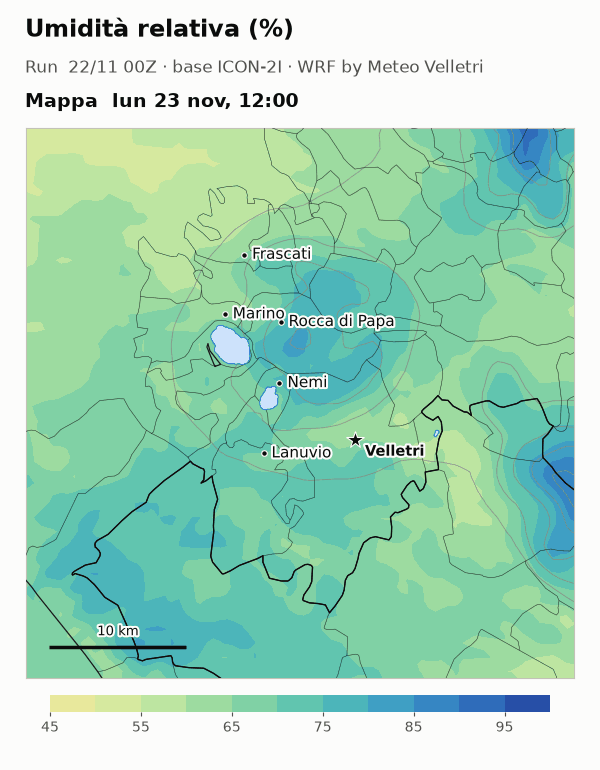 Umidità relativa (%)
Run  22/11 00Z · base ICON-2I · WRF by Meteo Velletri
Mappa  lun 23 nov, 12:00
Frascati
Marino
Rocca di Papa
Nemi
Velletri
Lanuvio
10 km
45 55 65 75 85 95